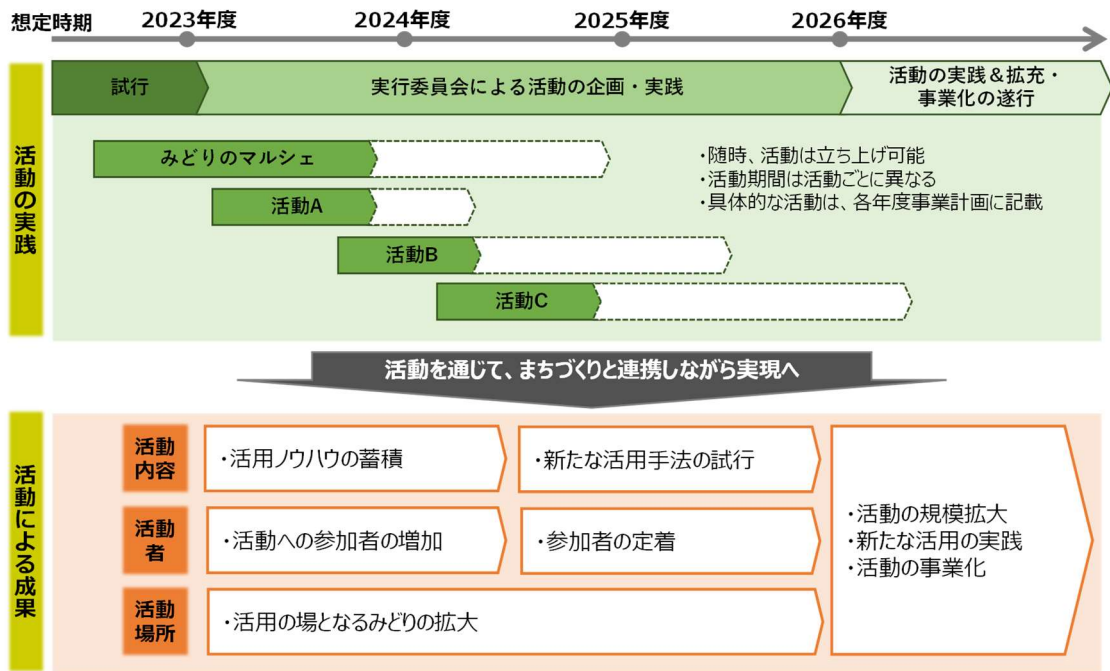 想定時期
2023年度
2024年度
2025年度
2026年度
活動の実践
試行
実行委員会による活動の企画・実践
活動の実践&拡充・
事業化の遂行
みどりのマルシェ
活動A
活動B
活動C
・随時、活動は立ち上げ可能
・活動期間は活動ごとに異なる
・具体的な活動は、各年度事業計画に記載
活動を通じて、まちづくりと連携しながら実現へ
活動による成果
活動
内容
・活用ノウハウの蓄積
・新たな活用手法の試行
活動
者
・活動への参加者の増加
・参加者の定着
活動
場所
・活用の場となるみどりの拡大
・活動の規模拡大
・新たな活用の実践
・活動の事業化